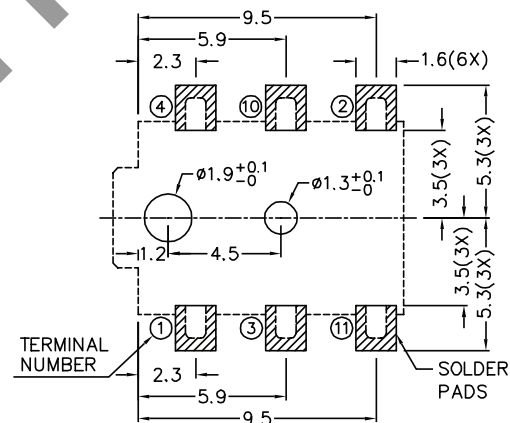 9.5
5.9
2.3
1.6(6X)
4
10
2
3.5(3X)
5.3(3X)
ø1.9+0.1 -0
ø1.3+0.1 -0
1.2
4.5
3.5(3X)
5.3(3X)
1
3
11
TERMINAL
NUMBER
2.3
SOLDER
PADS
5.9
9.5